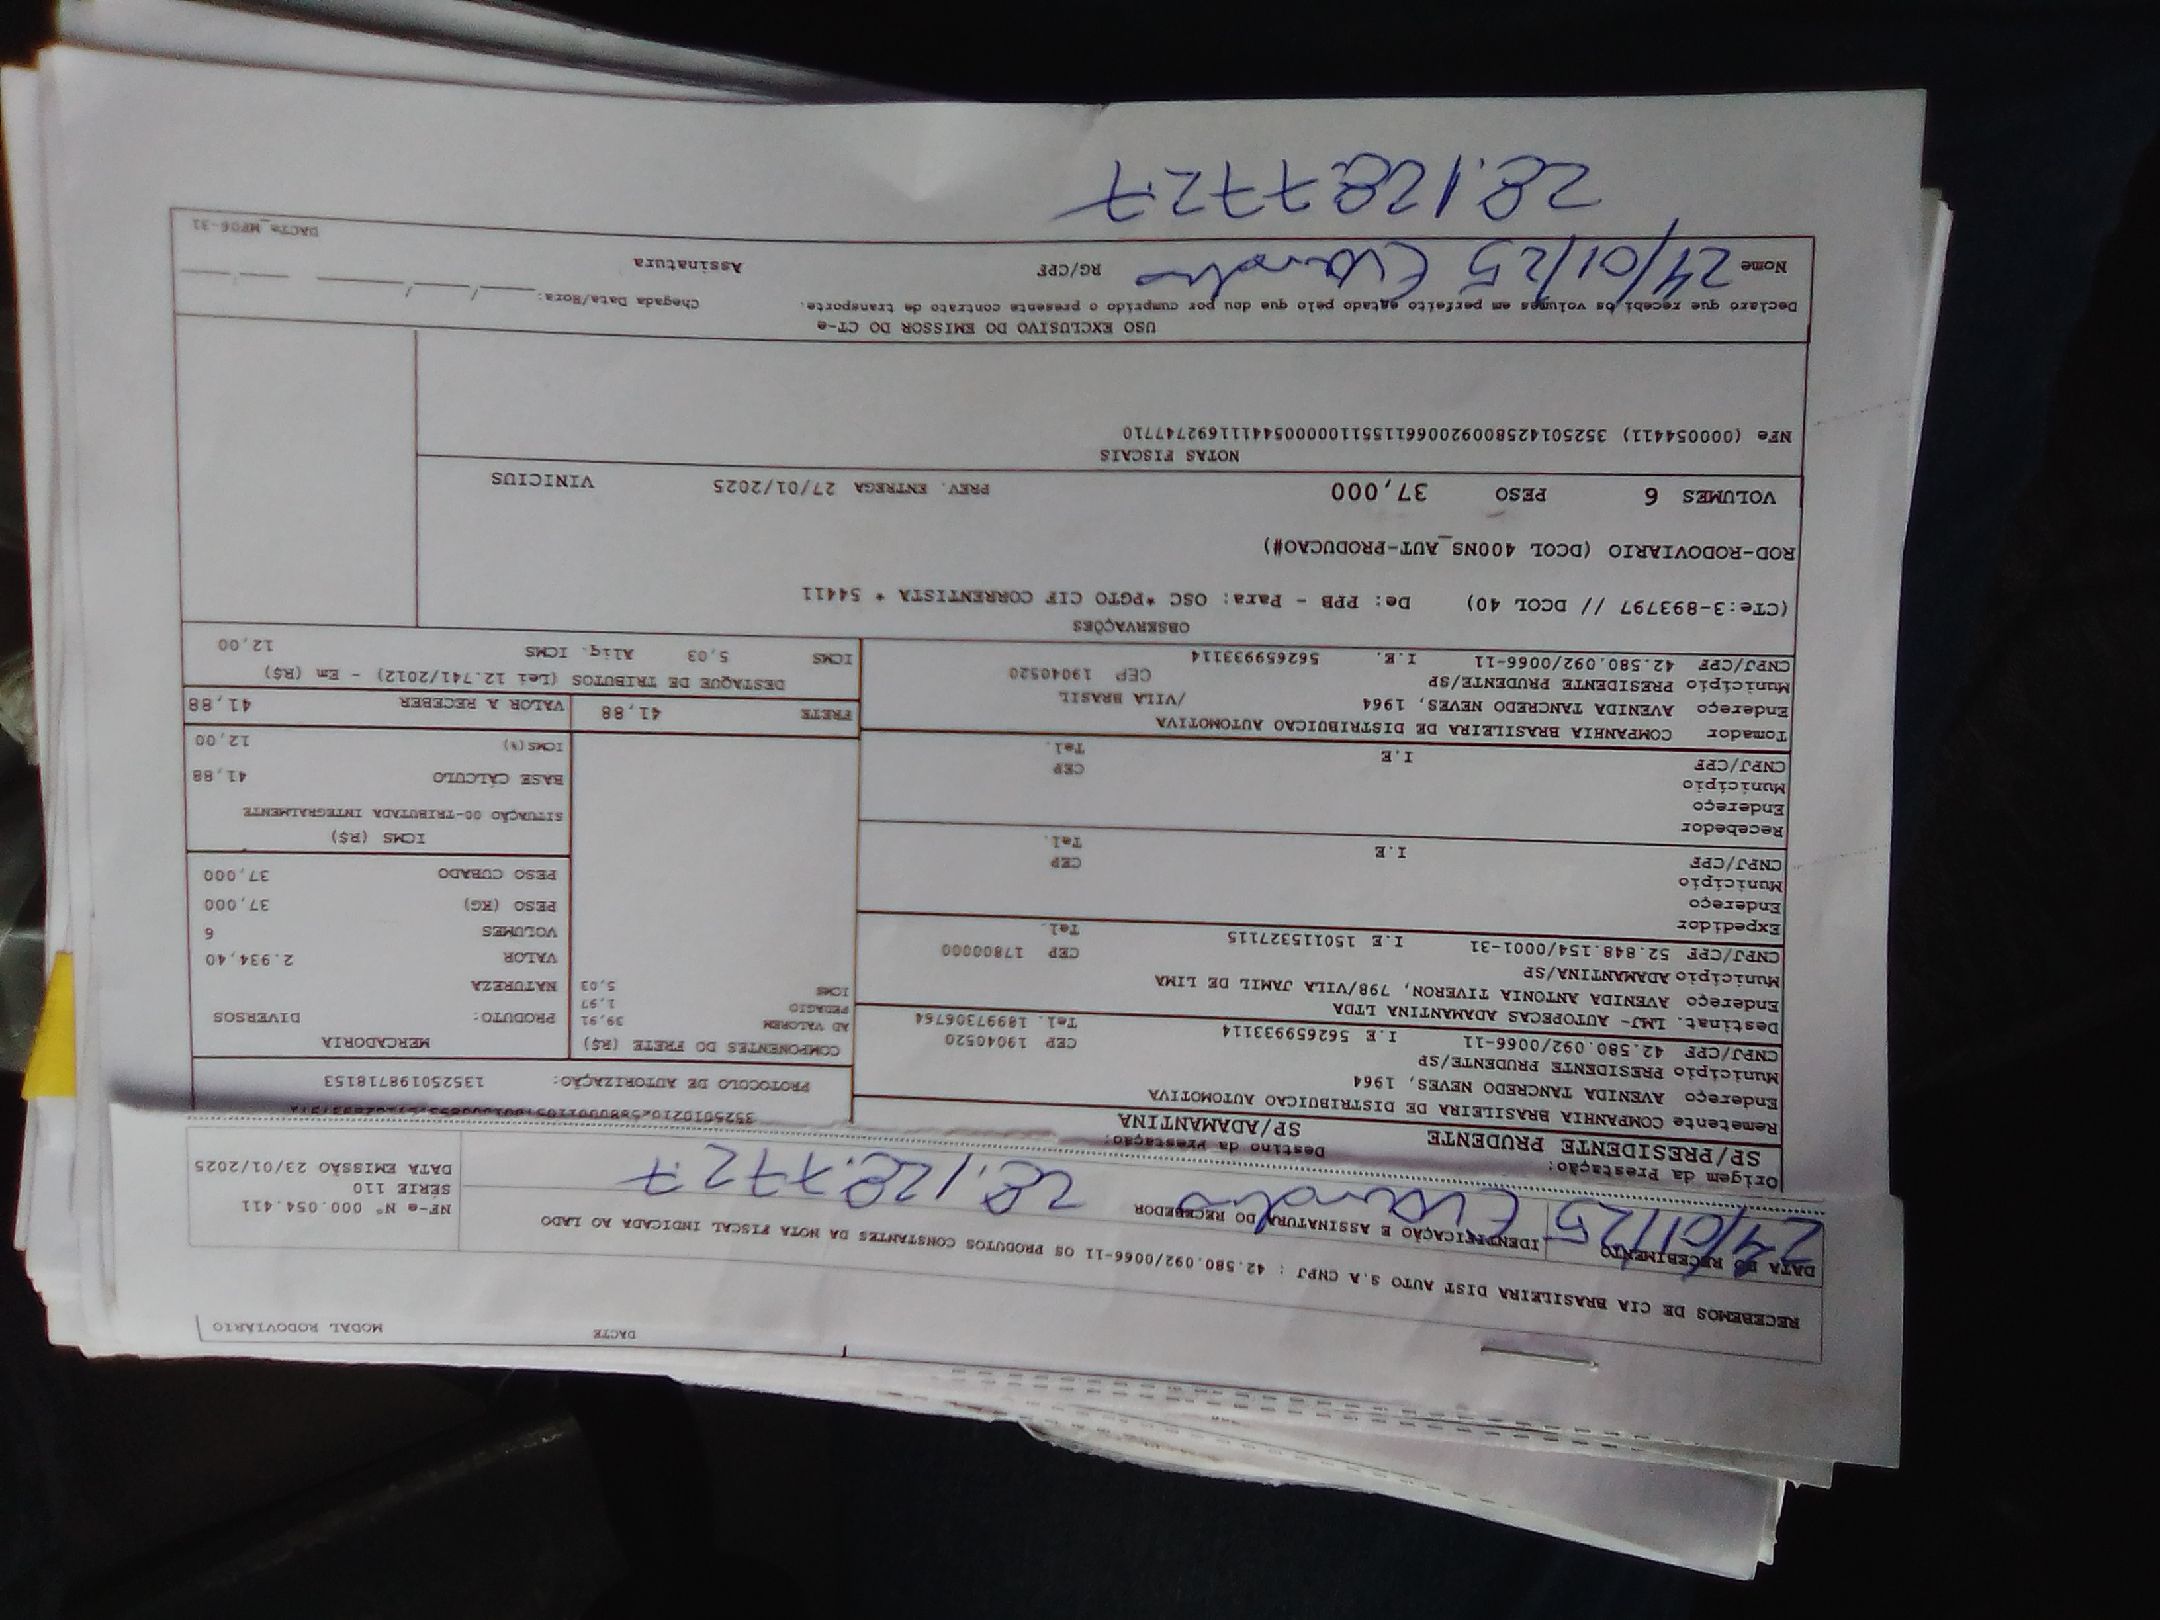 DACTE MODAL RODOVIÁRIO
RECEBEMOS DE CIA BRASILEIRA DIST AUTO S.A CNPJ : 42.580.092/0066-11 OS PRODUTOS CONSTANTES DA NOTA FISCAL INDICADA AO LADO
DATA DO RECEBIMENTO IDENTIFICAÇÃO E ASSINATURA DO RECEBEDOR
24/01/25 28.128.772.7
NF-e N° 000.054.411
SÉRIE 110
DATA EMISSÃO 23/01/2025
Origem da Prestação: Destino da Prestação:
SP/PRESIDENTE PRUDENTE SP/ADAMANTINA
Remetente COMPANHIA BRASILEIRA DE DISTRIBUICAO AUTOMOTIVA
Endereço AVENIDA TANCREDO NEVES, 1964
Município PRESIDENTE PRUDENTE/SP CEP 19040520
CNPJ/CPF 42.580.092/0066-11 I.E 562659933114 Tel. 18997306764
Destinat. LMJ- AUTOPECAS ADAMANTINA LTDA
Endereço AVENIDA ANTONIA TIVERON, 798/VILA JAMIL DE LIMA
Município ADAMANTINA/SP CEP 17800000
CNPJ/CPF 52.848.154/0001-31 I.E 150115327115 Tel.
Expedidor
Endereço
Município CEP
CNPJ/CPF I.E Tel.
Recebedor
Endereço
Município CEP
CNPJ/CPF I.E Tel.
Tomador COMPANHIA BRASILEIRA DE DISTRIBUICAO AUTOMOTIVA
Endereço AVENIDA TANCREDO NEVES, 1964 /VILA BRASIL
Município PRESIDENTE PRUDENTE/SP CEP 19040520
CNPJ/CPF 42.580.092/0066-11 I.E. 562659933114
PROTOCOLO DE AUTORIZAÇÃO: 135250198718153
COMPONENTES DO FRETE (R$)
AD VALOREM 39,91
PEDAGIO 1,97
ICMS 5,03
FRETE 41,88
MERCADORIA
PRODUTO: DIVERSOS
NATUREZA
VALOR 2.934,40
VOLUMES 6
PESO (KG) 37,000
PESO CUBADO 37,000
ICMS (R$)
SITUAÇÃO 00-TRIBUTADA INTEGRALMENTE
BASE CÁLCULO 41,88
ICMS(%) 12,00
VALOR A RECEBER 41,88
DESTAQUE DE TRIBUTOS (Lei 12.741/2012) - Em (R$)
ICMS 5,03 Aliq. ICMS 12,00
OBSERVAÇÕES
(CTe:3-893797 // DCOL 40) De: PPB - Para: OSC *PGTO CIF CORRENTISTA * 54411
ROD-RODOVIARIO (DCOL 400NS_AUT-PRODUCAO#)
VOLUMES 6 PESO 37,000 PREV. ENTREGA 27/01/2025 VINICIUS
NOTAS FISCAIS
NFe (000054411) 35250142580092006611551100000544111692747710
USO EXCLUSIVO DO EMISSOR DO CT-e
Declaro que recebi os volumes em perfeito estado pelo que dou por cumprido o presente contrato de transporte. Chegada Data/Hora: __/__/__ __:__
Nome 24/01/25 RG/CPF Assinatura
DACTe_MP06-31
28.128.772.7